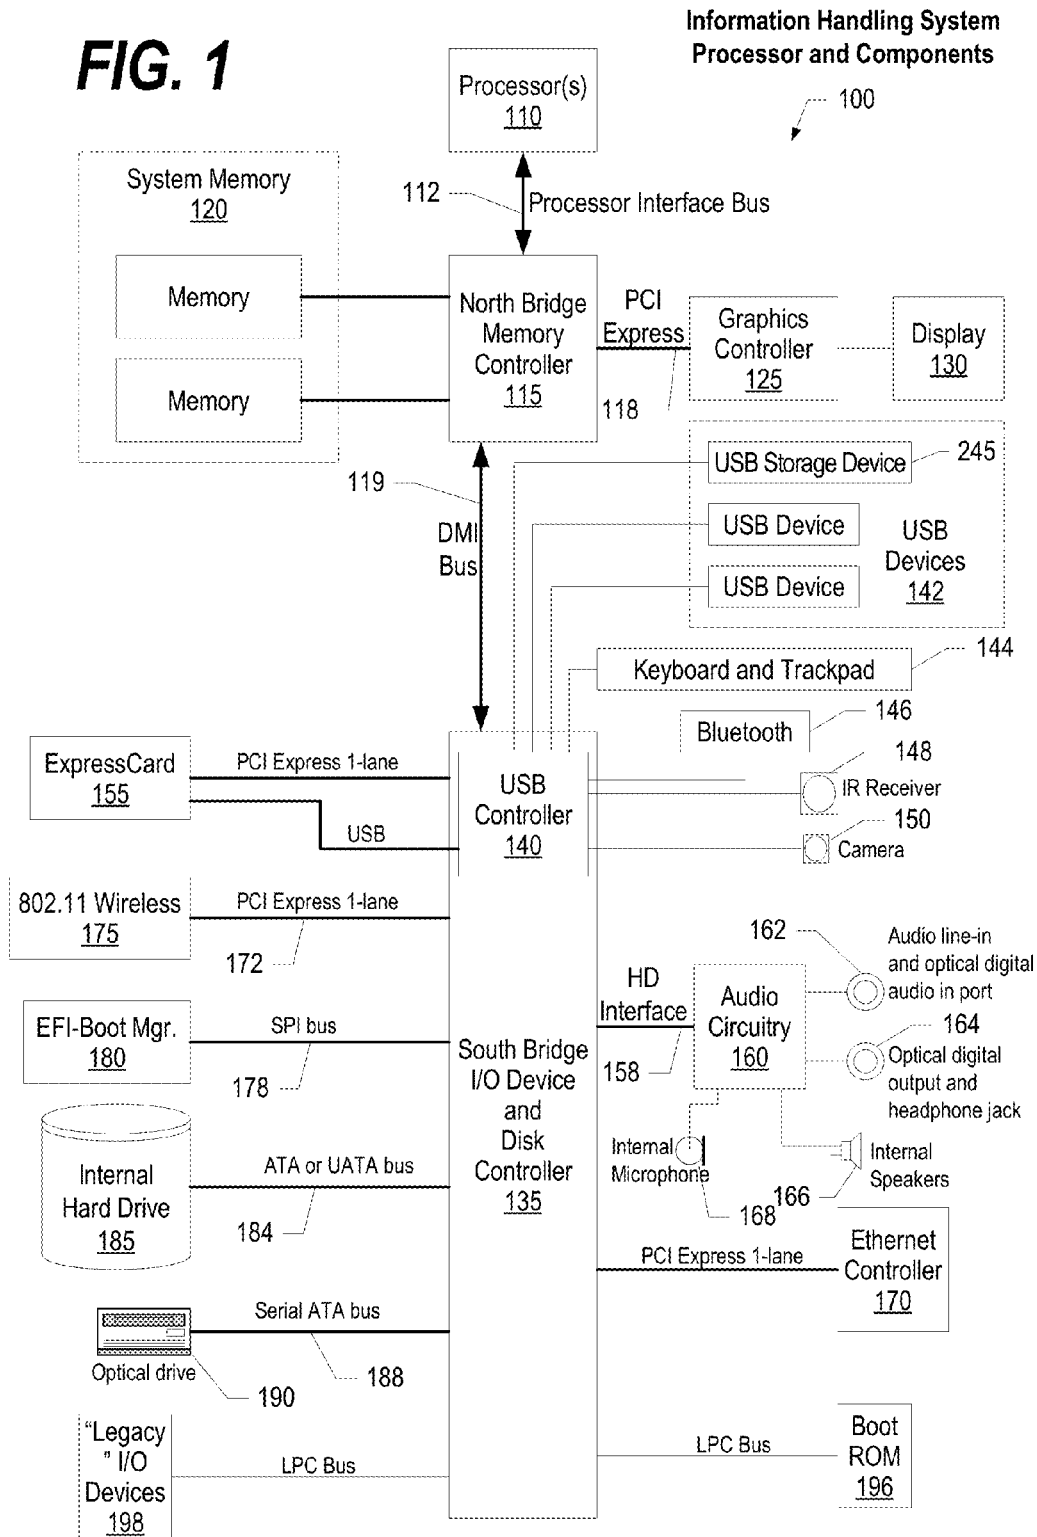 FIG. 1
Information Handling System
Processor and Components
100
Processor(s)
110
112
Processor Interface Bus
System Memory
120
Memory
Memory
North Bridge
Memory
Controller
115
PCI
Express
118
Graphics
Controller
125
Display
130
119
DMI
Bus
USB Storage Device
245
USB Device
USB Device
USB
Devices
142
Keyboard and Trackpad
144
Bluetooth
146
148
IR Receiver
150
Camera
ExpressCard
155
PCI Express 1-lane
USB
USB
Controller
140
802.11 Wireless
175
PCI Express 1-lane
172
EFI-Boot Mgr.
180
SPI bus
178
South Bridge
I/O Device
and
Disk
Controller
135
HD
Interface
158
Audio
Circuitry
160
162
Audio line-in
and optical digital
audio in port
164
Optical digital
output and
headphone jack
Internal
Microphone
168
166
Internal
Speakers
Internal
Hard Drive
185
ATA or UATA bus
184
PCI Express 1-lane
Ethernet
Controller
170
Serial ATA bus
188
Optical drive
190
“Legacy
” I/O
Devices
198
LPC Bus
LPC Bus
Boot
ROM
196